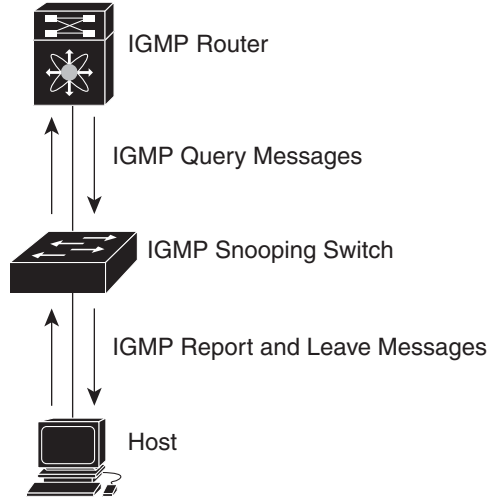 IGMP Router
IGMP Query Messages
IGMP Snooping Switch
IGMP Report and Leave Messages
Host